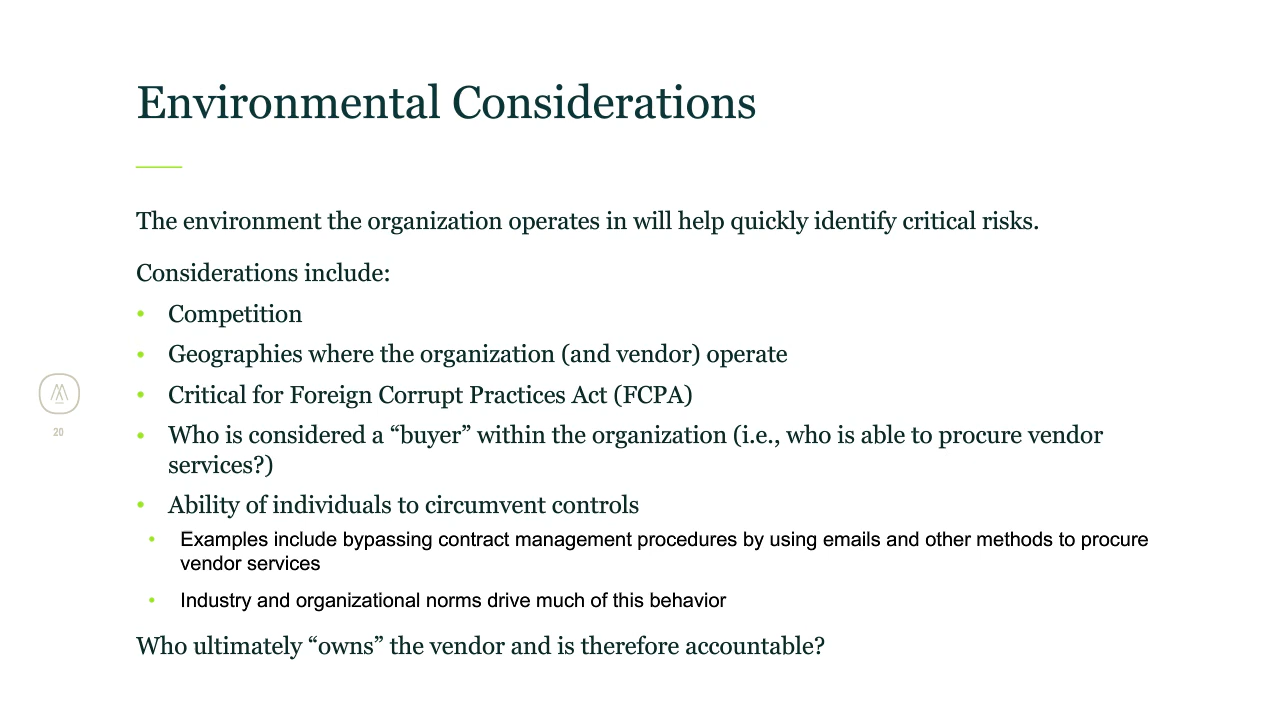 Environmental Considerations
The environment the organization operates in will help quickly identify critical risks.
Considerations include:
• Competition
• Geographies where the organization (and vendor) operate
• Critical for Foreign Corrupt Practices Act (FCPA)
• Who is considered a “buyer” within the organization (i.e., who is able to procure vendor
services?)
• Ability of individuals to circumvent controls
• Examples include bypassing contract management procedures by using emails and other methods to procure
vendor services
• Industry and organizational norms drive much of this behavior
Who ultimately “owns” the vendor and is therefore accountable?
20